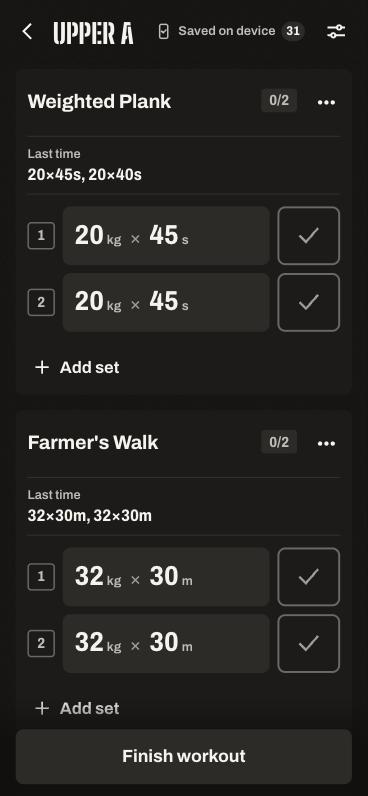 UPPER A Saved on device 31
Weighted Plank 0/2
Last time
20×45s, 20×40s
1 20 kg × 45 s
2 20 kg × 45 s
+ Add set
Farmer's Walk 0/2
Last time
32×30m, 32×30m
1 32 kg × 30 m
2 32 kg × 30 m
+ Add set
Finish workout